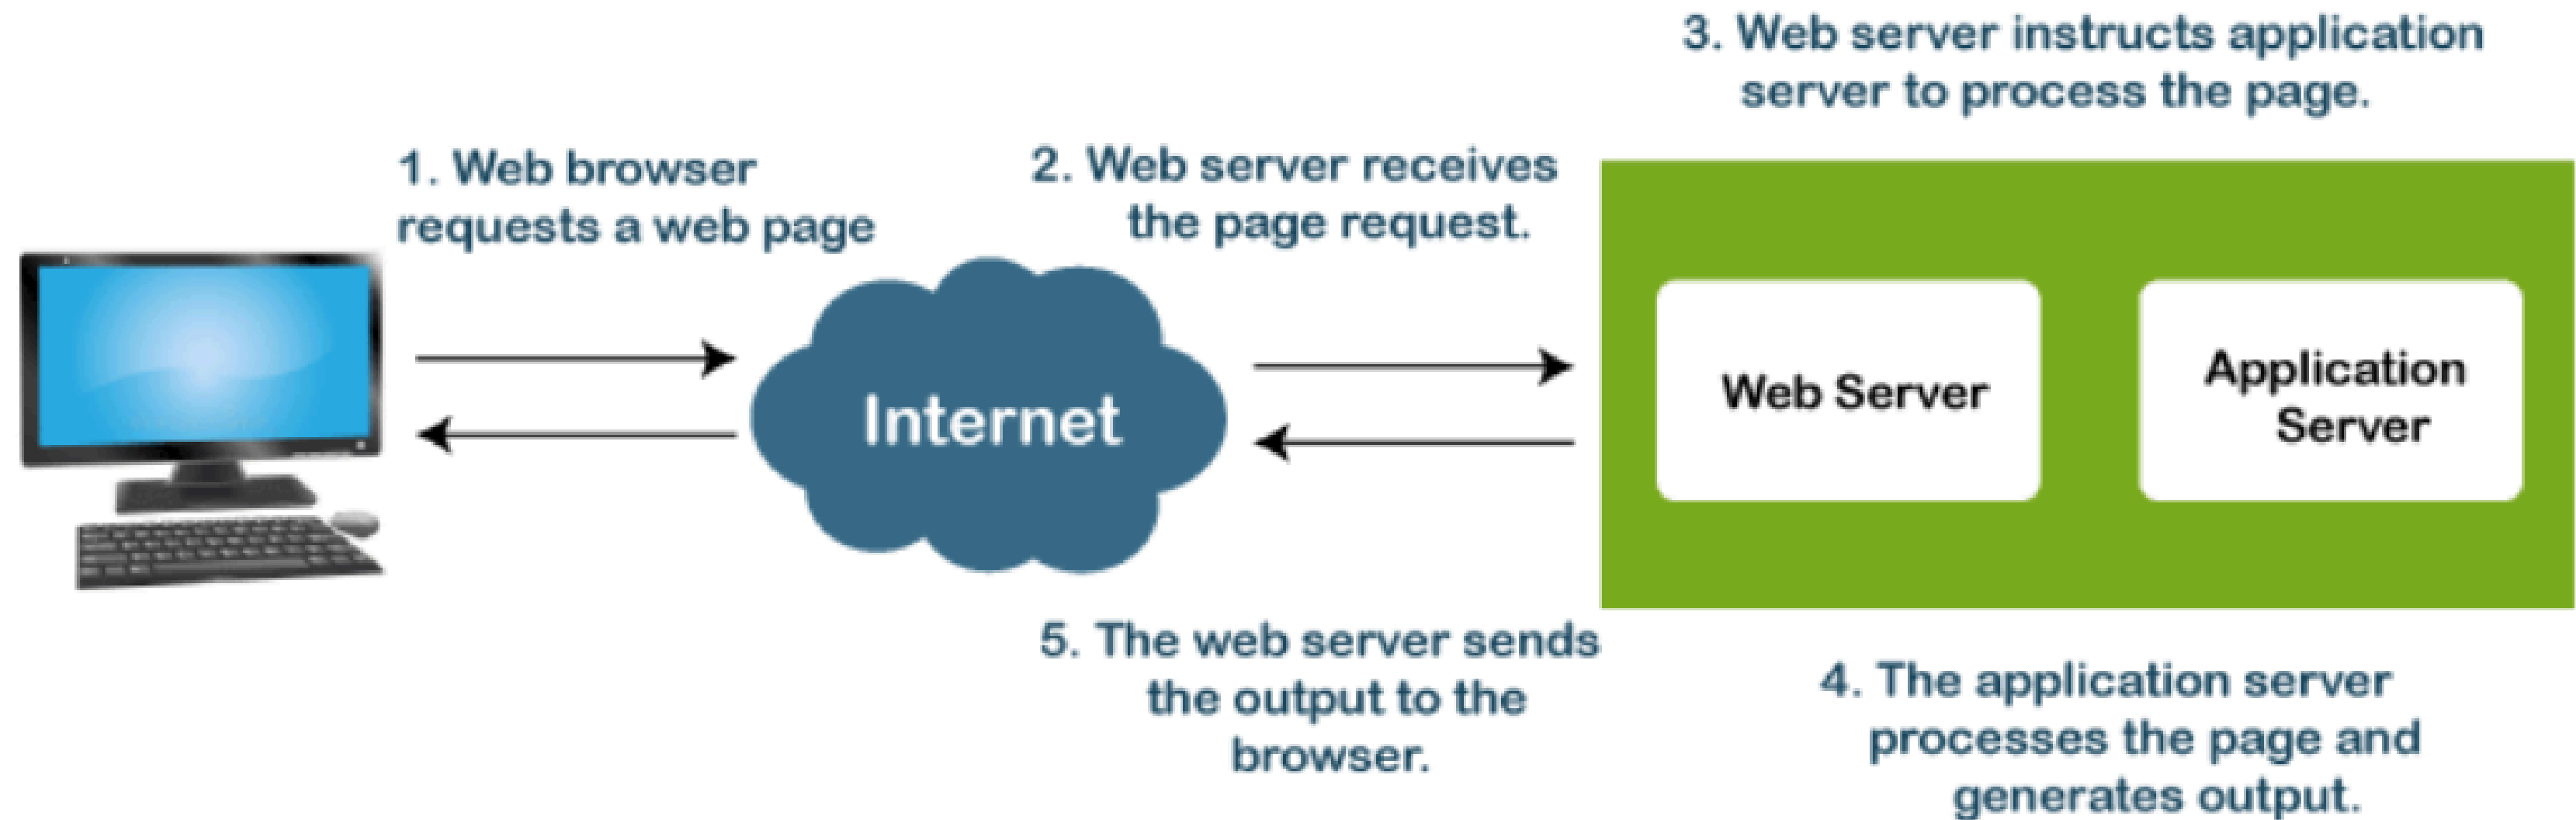 1. Web browser
requests a web page
2. Web server receives
the page request.
3. Web server instructs application
server to process the page.
Internet
Web Server
Application
Server
4. The application server
processes the page and
generates output.
5. The web server sends
the output to the
browser.